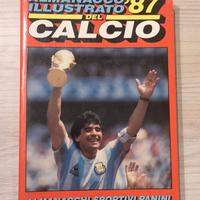 ALMANACCO '87
ILLUSTRATO
DEL
CALCIO
ALMANACCHI SPORTIVI PANINI